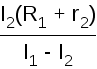 I₂(R₁ + r₂)
I₁ - I₂